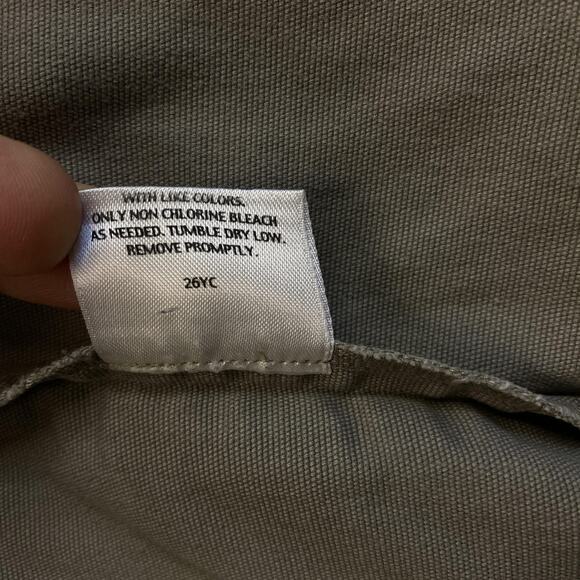 WITH LIKE COLORS.
ONLY NON CHLORINE BLEACH
AS NEEDED. TUMBLE DRY LOW.
REMOVE PROMPTLY.
26YC